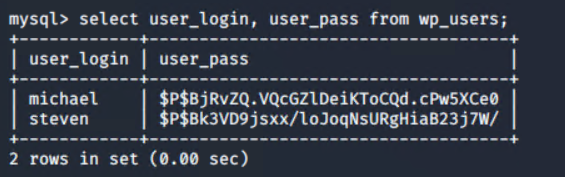 mysql> select user_login, user_pass from wp_users;
+------------+------------------------------------+
| user_login | user_pass                          |
+------------+------------------------------------+
| michael    | $P$BjRvZQ.VQcGZlDeiKToCQd.cPw5XCe0 |
| steven     | $P$Bk3VD9jsxx/loJoqNsURgHiaB23j7W/ |
+------------+------------------------------------+
2 rows in set (0.00 sec)